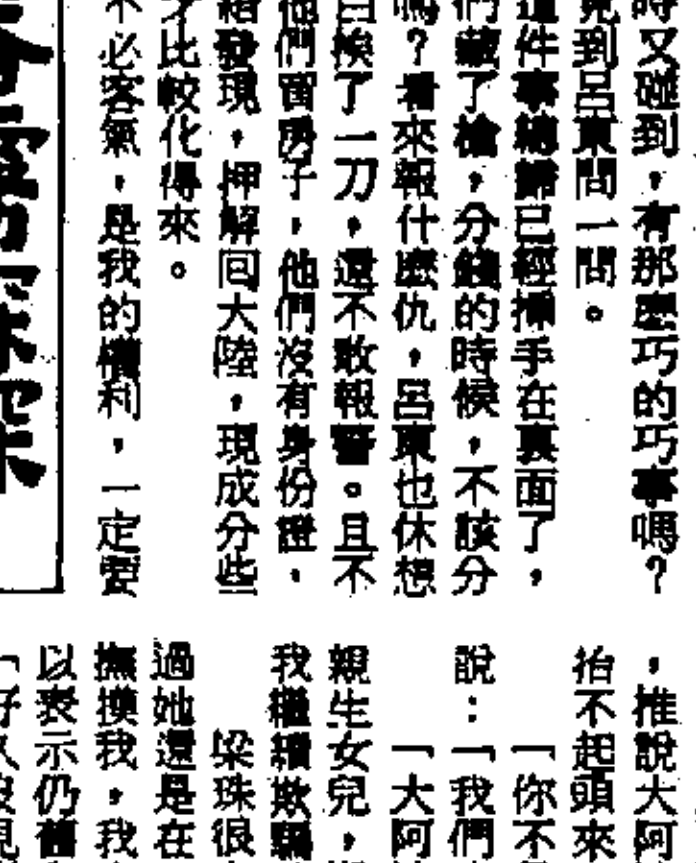 時又碰到，有那麼巧的巧事嗎？
竟到呂東問一問。
這件事總歸已經插手在裏面了，
們藏了槍，分錢的時候，不該分
嗎？看來報什麼仇，呂東也休想
挨了一刀，還不敢報警。且不
他們窗房子，他們沒有身份證，
發現，押解回大陸，現成分些
才比較化得來。
不必客氣，是我的權利，一定要
，推說大阿
抬不起頭來
「你不
說：「我們
「大阿
親生女兒，
我繼續欺騙
梁珠很
過她還是在
撫摸我，我
以表示仍舊